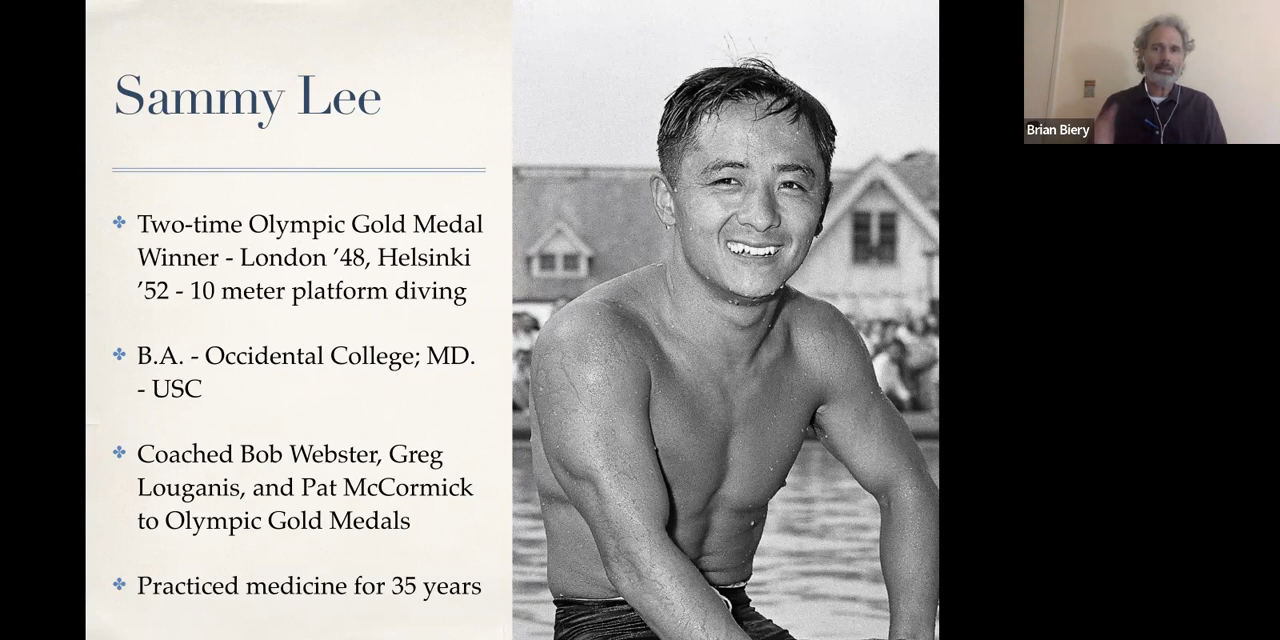 Sammy Lee
Two-time Olympic Gold Medal
Winner - London ’48, Helsinki
’52 - 10 meter platform diving
B.A. - Occidental College; MD.
- USC
Coached Bob Webster, Greg
Louganis, and Pat McCormick
to Olympic Gold Medals
Practiced medicine for 35 years
Brian Biery